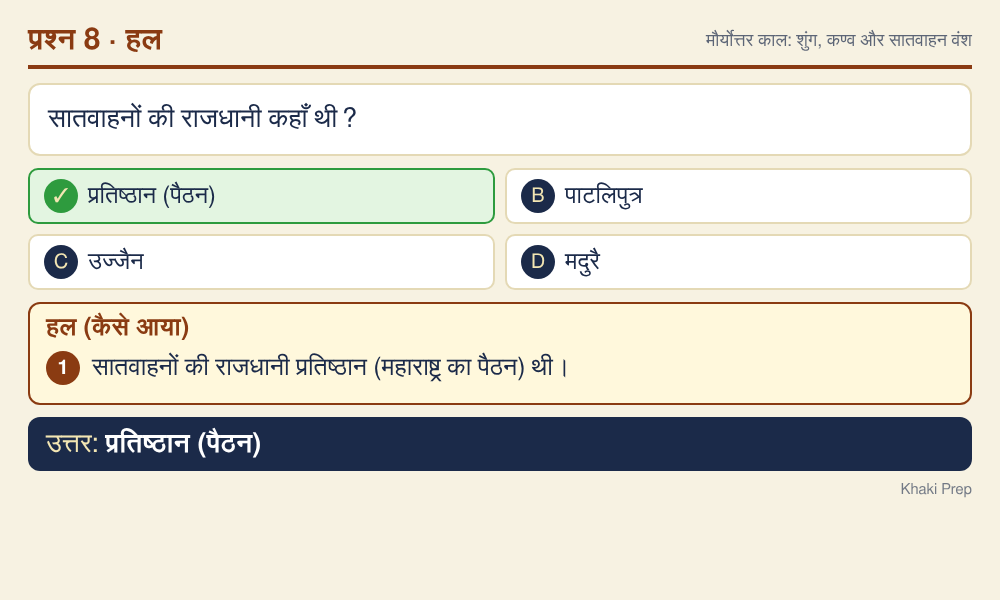 प्रश्न 8 · हल
मौर्योत्तर काल: शुंग, कण्व और सातवाहन वंश
सातवाहनों की राजधानी कहाँ थी ?
✓ प्रतिष्ठान (पैठन)
B पाटलिपुत्र
C उज्जैन
D मदुरै
हल (कैसे आया)
1 सातवाहनों की राजधानी प्रतिष्ठान (महाराष्ट्र का पैठन) थी।
उत्तर: प्रतिष्ठान (पैठन)
Khaki Prep